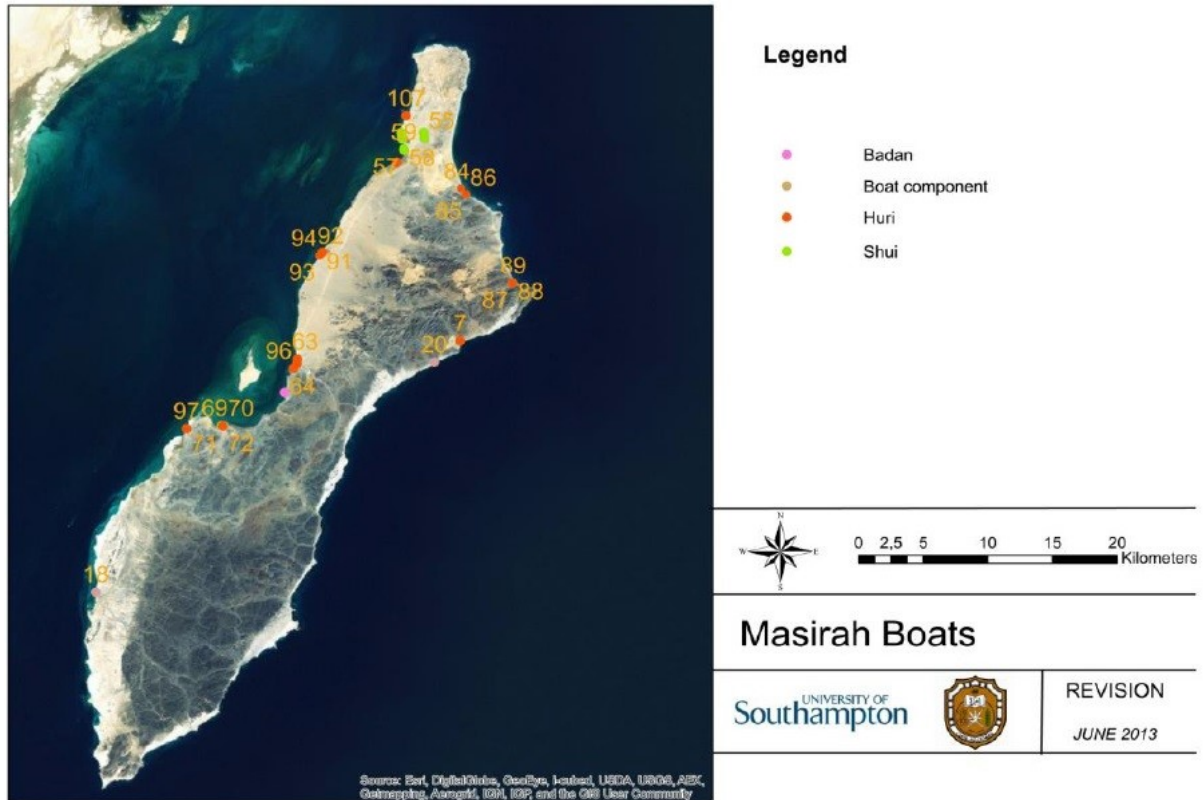 107
59
55
57
58
84
86
85
94
92
93
91
89
87
88
7
20
96
63
64
97
6970
71
72
18
Source: Esri, DigitalGlobe, GeoEye, i-cubed, USDA, USGS, AEX,
Getmapping, Aerogrid, IGN, IGP, and the GIS User Community
Legend
Badan
Boat component
Huri
Shui
N
W
E
S
0 2,5 5 10 15 20
Kilometers
Masirah Boats
UNIVERSITY OF
Southampton
REVISION
JUNE 2013